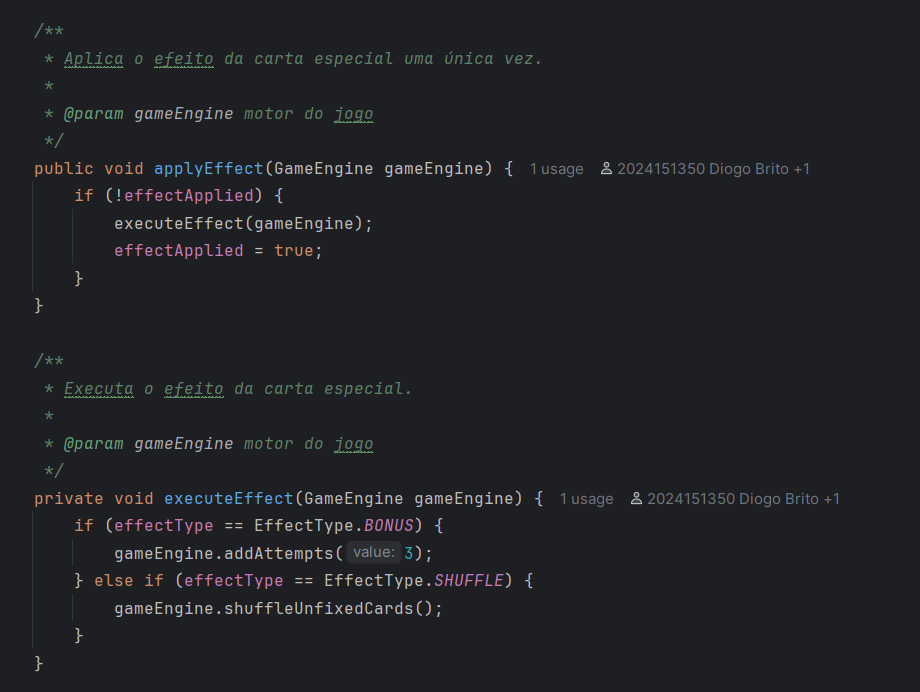 /**
 * Aplica o efeito da carta especial uma única vez.
 *
 * @param gameEngine motor do jogo
 */
public void applyEffect(GameEngine gameEngine) { 1 usage 2024151350 Diogo Brito +1
    if (!effectApplied) {
        executeEffect(gameEngine);
        effectApplied = true;
    }
}

/**
 * Executa o efeito da carta especial.
 *
 * @param gameEngine motor do jogo
 */
private void executeEffect(GameEngine gameEngine) { 1 usage 2024151350 Diogo Brito +1
    if (effectType == EffectType.BONUS) {
        gameEngine.addAttempts( value: 3);
    } else if (effectType == EffectType.SHUFFLE) {
        gameEngine.shuffleUnfixedCards();
    }
}